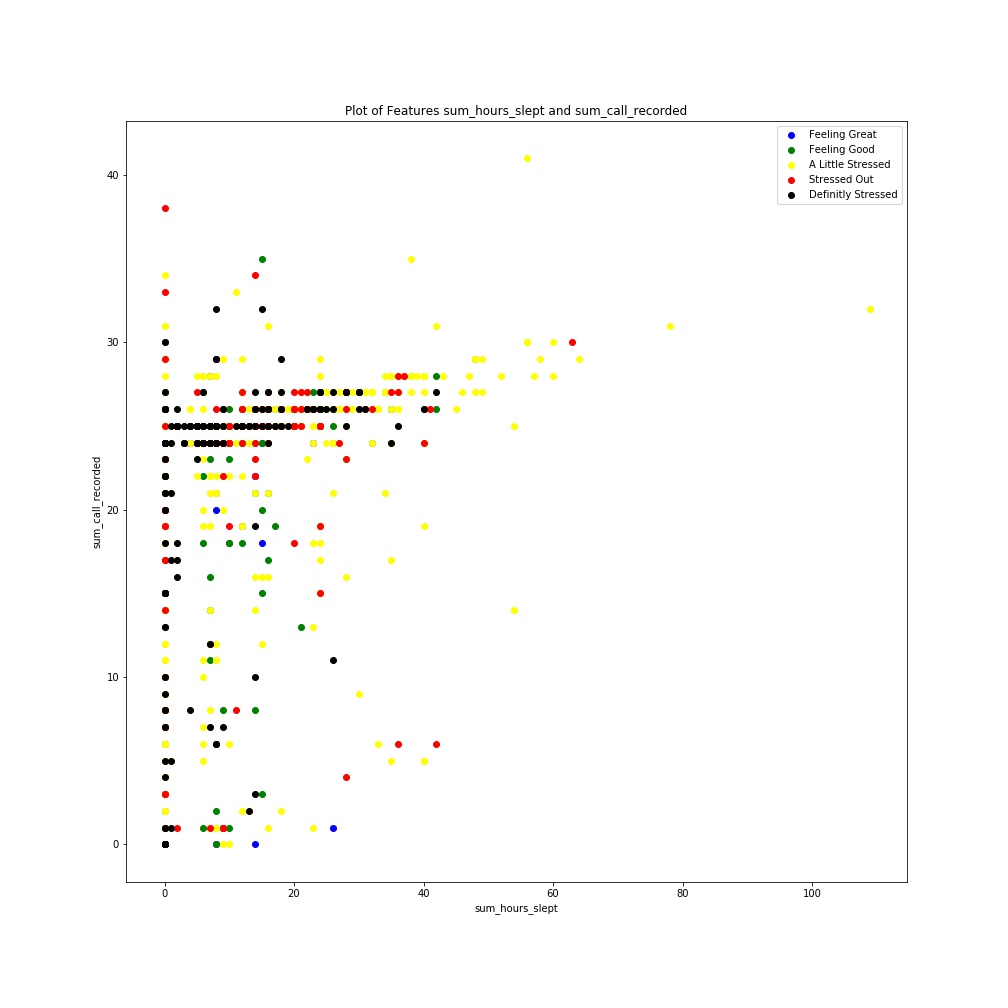 Plot of Features sum_hours_slept and sum_call_recorded
Feeling Great
Feeling Good
A Little Stressed
Stressed Out
Definitly Stressed
sum_call_recorded
40
30
20
10
0
0 20 40 60 80 100
sum_hours_slept